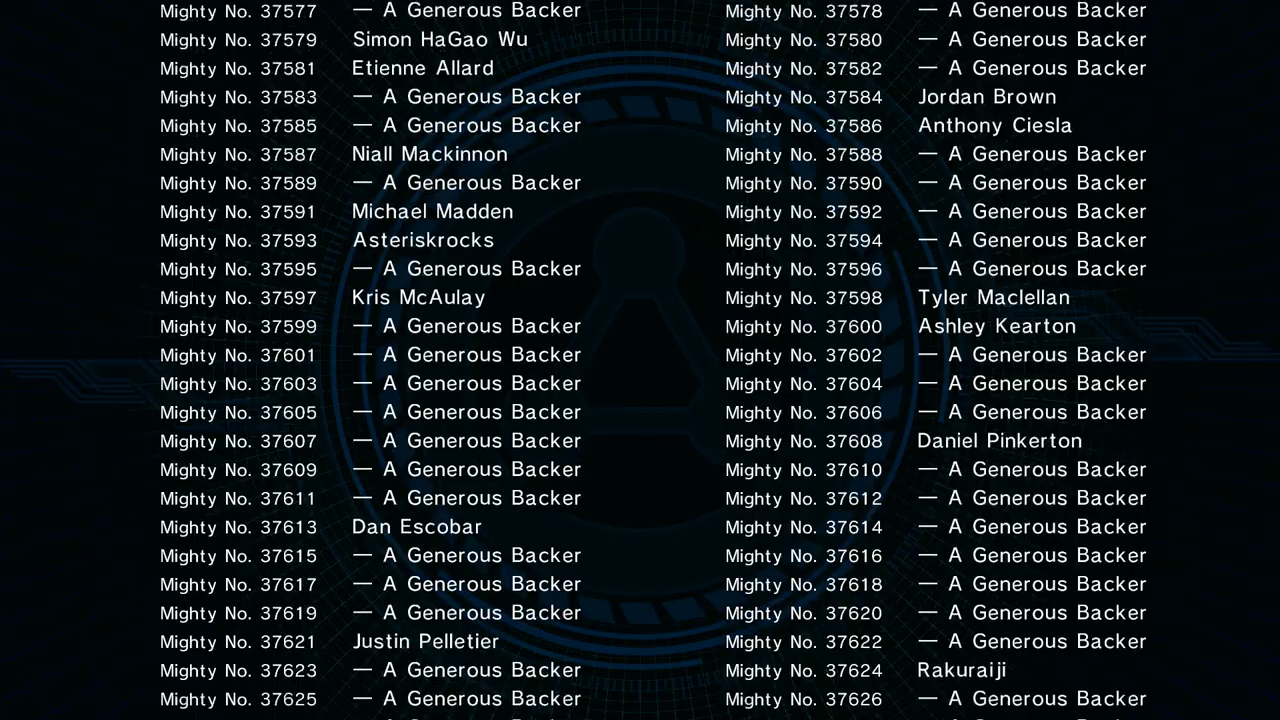 Mighty No. 37577 — A Generous Backer Mighty No. 37578 — A Generous Backer
Mighty No. 37579 Simon HaGao Wu Mighty No. 37580 — A Generous Backer
Mighty No. 37581 Etienne Allard Mighty No. 37582 — A Generous Backer
Mighty No. 37583 — A Generous Backer Mighty No. 37584 Jordan Brown
Mighty No. 37585 — A Generous Backer Mighty No. 37586 Anthony Ciesla
Mighty No. 37587 Niall Mackinnon Mighty No. 37588 — A Generous Backer
Mighty No. 37589 — A Generous Backer Mighty No. 37590 — A Generous Backer
Mighty No. 37591 Michael Madden Mighty No. 37592 — A Generous Backer
Mighty No. 37593 Asteriskrocks Mighty No. 37594 — A Generous Backer
Mighty No. 37595 — A Generous Backer Mighty No. 37596 — A Generous Backer
Mighty No. 37597 Kris McAulay Mighty No. 37598 Tyler Maclellan
Mighty No. 37599 — A Generous Backer Mighty No. 37600 Ashley Kearton
Mighty No. 37601 — A Generous Backer Mighty No. 37602 — A Generous Backer
Mighty No. 37603 — A Generous Backer Mighty No. 37604 — A Generous Backer
Mighty No. 37605 — A Generous Backer Mighty No. 37606 — A Generous Backer
Mighty No. 37607 — A Generous Backer Mighty No. 37608 Daniel Pinkerton
Mighty No. 37609 — A Generous Backer Mighty No. 37610 — A Generous Backer
Mighty No. 37611 — A Generous Backer Mighty No. 37612 — A Generous Backer
Mighty No. 37613 Dan Escobar Mighty No. 37614 — A Generous Backer
Mighty No. 37615 — A Generous Backer Mighty No. 37616 — A Generous Backer
Mighty No. 37617 — A Generous Backer Mighty No. 37618 — A Generous Backer
Mighty No. 37619 — A Generous Backer Mighty No. 37620 — A Generous Backer
Mighty No. 37621 Justin Pelletier Mighty No. 37622 — A Generous Backer
Mighty No. 37623 — A Generous Backer Mighty No. 37624 Rakuraiji
Mighty No. 37625 — A Generous Backer Mighty No. 37626 — A Generous Backer